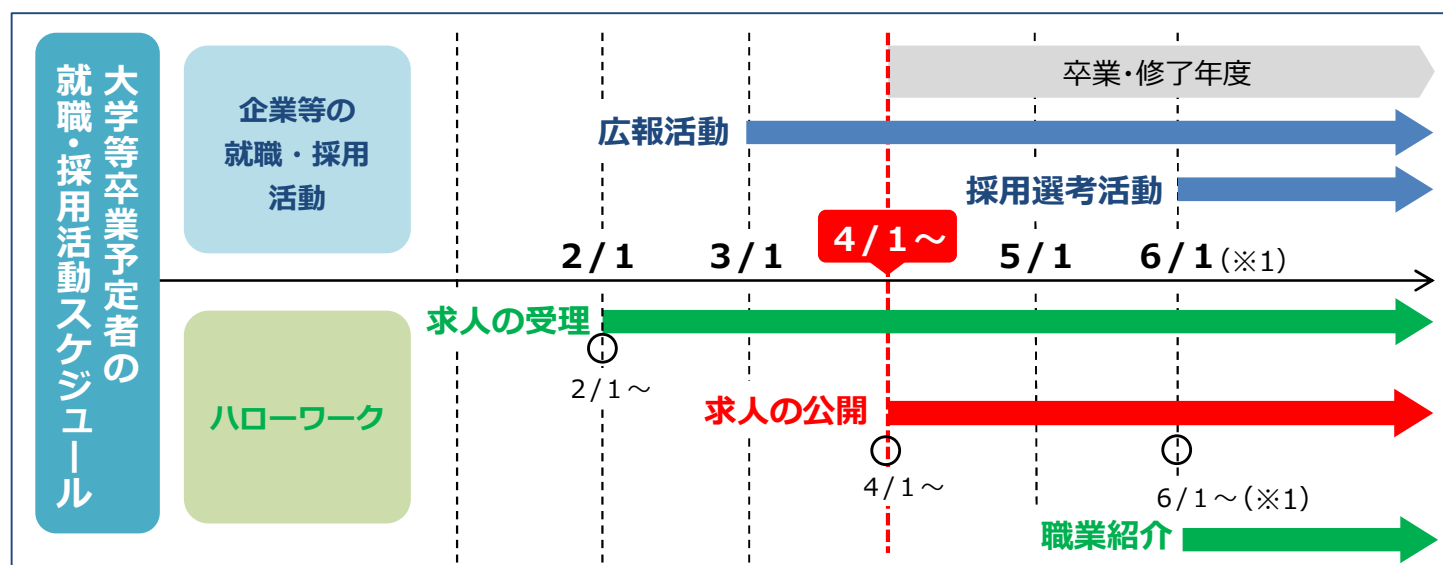 大学等卒業予定者の
就職・採用活動スケジュール
企業等の
就職・採用
活動
卒業・修了年度
広報活動
採用選考活動
2/1
3/1
4/1～
5/1
6/1(※1)
ハローワーク
求人の受理
2/1～
求人の公開
4/1～
6/1～(※1)
職業紹介